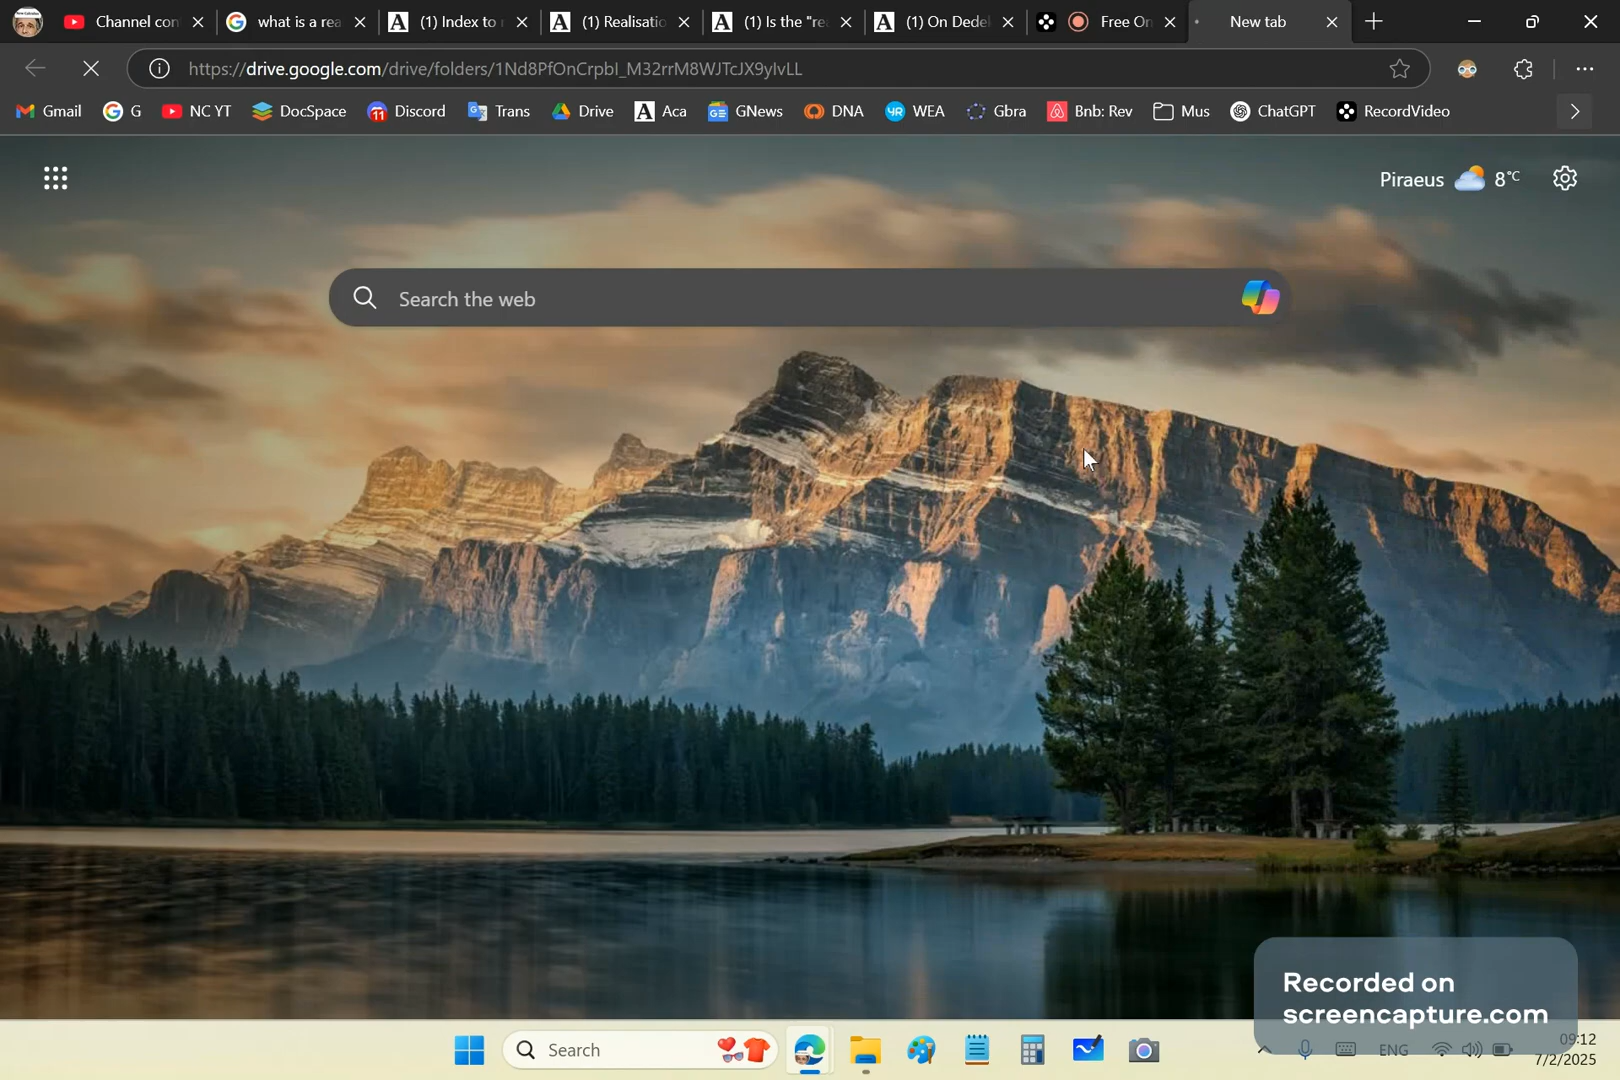 Channel con
what is a rea
(1) Index to r
(1) Realisatio
(1) Is the "re
(1) On Dedek
Free On
New tab
https://drive.google.com/drive/folders/1Nd8PfOnCrpbI_M32rrM8WJTcJX9yIvLL
Gmail
G
NC YT
DocSpace
11
Discord
Trans
Drive
Aca
GNews
DNA
WEA
Gbra
Bnb: Rev
Mus
ChatGPT
RecordVideo
Piraeus
8°C
Search the web
Recorded on
screencapture.com
Search
ENG
09:12
7/2/2025